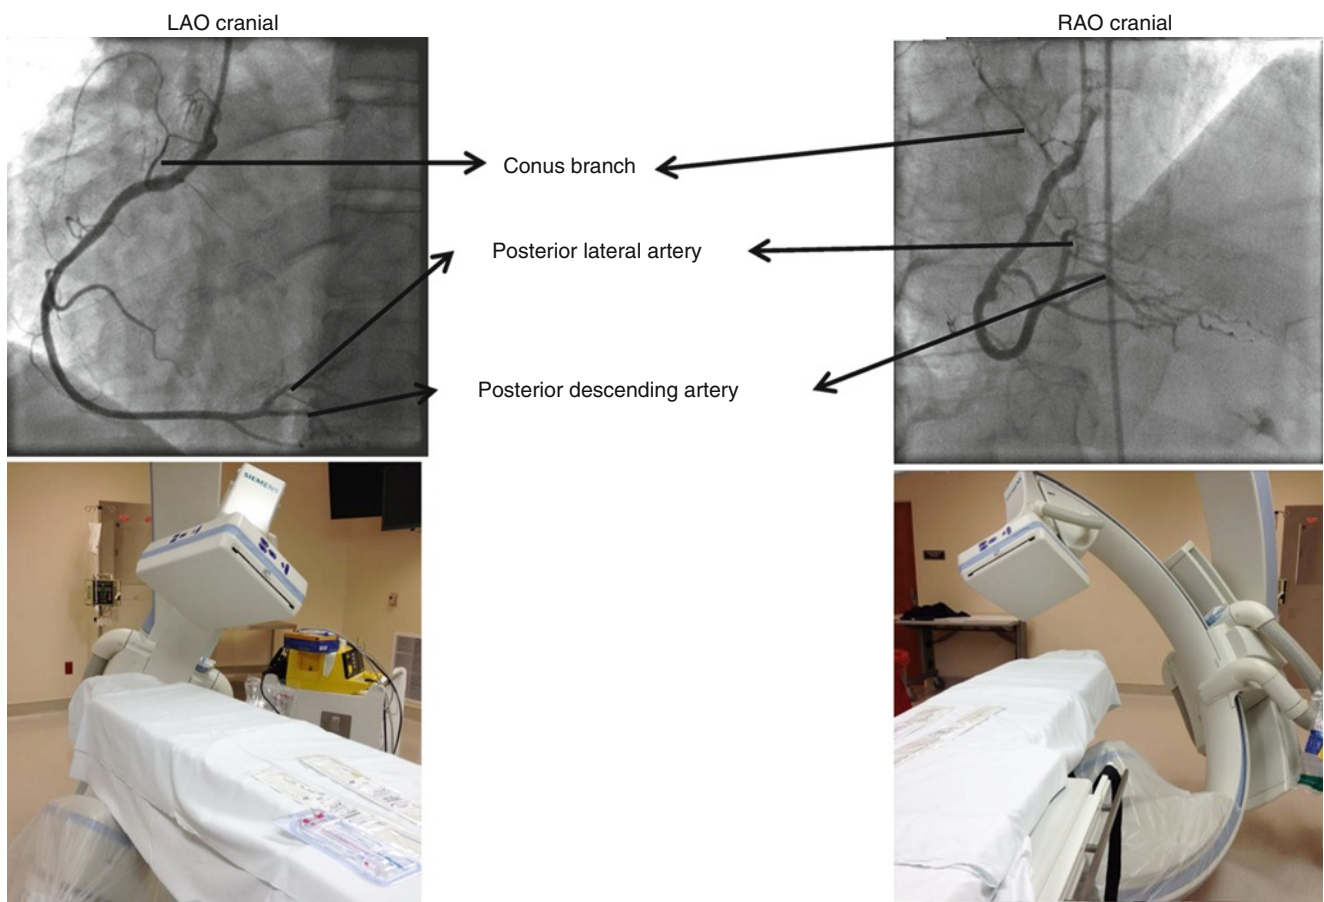 LAO cranial
RAO cranial
Conus branch
Posterior lateral artery
Posterior descending artery
SIEMENS